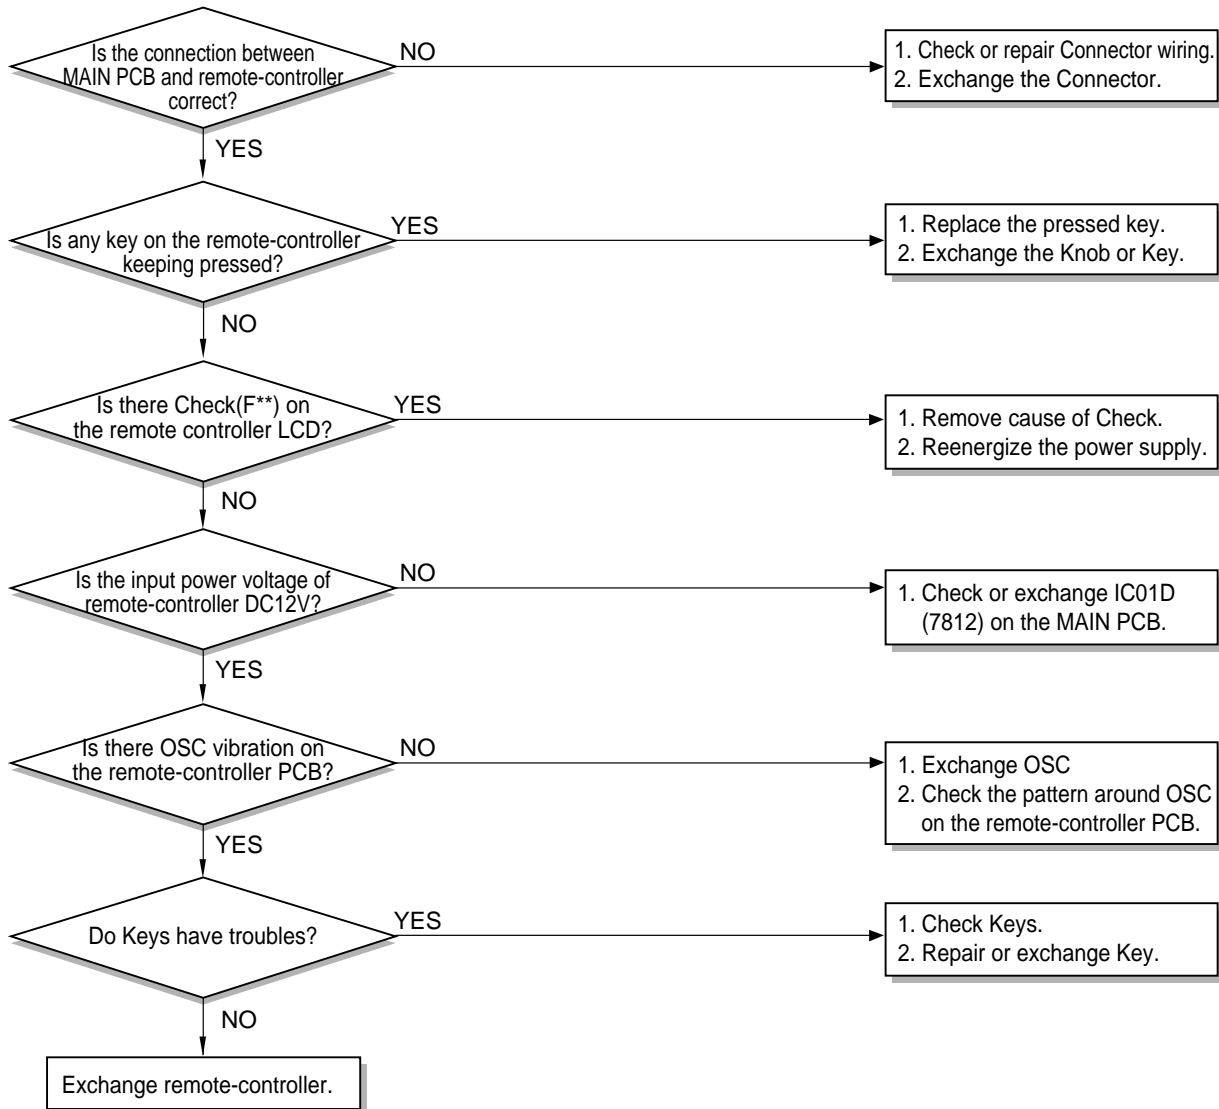 Is the connection between
MAIN PCB and remote-controller
correct?
NO
1. Check or repair Connector wiring.
2. Exchange the Connector.
YES
Is any key on the remote-controller
keeping pressed?
YES
1. Replace the pressed key.
2. Exchange the Knob or Key.
NO
Is there Check(F**) on
the remote controller LCD?
YES
1. Remove cause of Check.
2. Reenergize the power supply.
NO
Is the input power voltage of
remote-controller DC12V?
NO
1. Check or exchange IC01D
(7812) on the MAIN PCB.
YES
Is there OSC vibration on
the remote-controller PCB?
NO
1. Exchange OSC
2. Check the pattern around OSC
on the remote-controller PCB.
YES
Do Keys have troubles?
YES
1. Check Keys.
2. Repair or exchange Key.
NO
Exchange remote-controller.